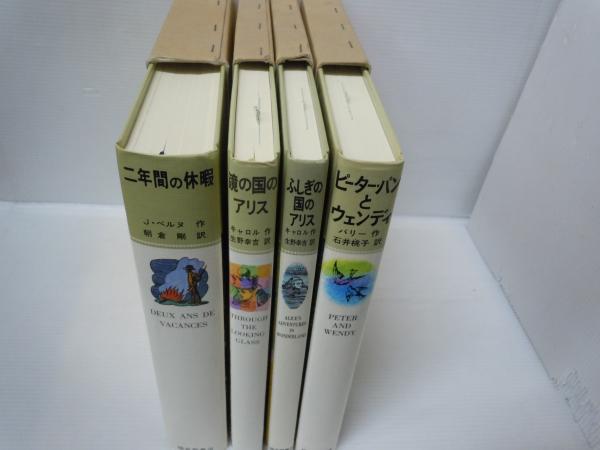 二年間の休暇
J・ベルヌ 作
朝倉 剛 訳
DEUX ANS DE
VACANCES
鏡の国の
アリス
キャロル 作
生野幸吉 訳
THROUGH
THE
LOOKING
GLASS
ふしぎの
国の
アリス
キャロル 作
生野幸吉 訳
ALICE'S
ADVENTURES
IN
WONDERLAND
ピーター・パン
と
ウェンディ
バリー 作
石井桃子 訳
PETER
AND
WENDY